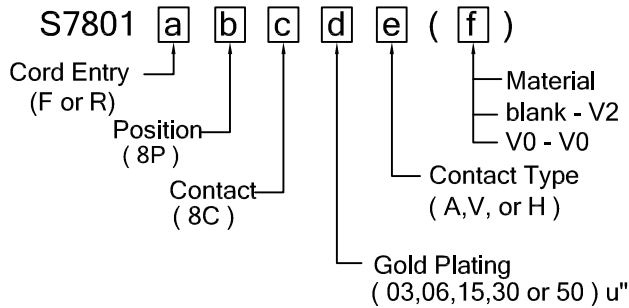 S7801 a b c d e ( f )
Cord Entry
(F or R)
Material
blank - V2
V0 - V0
Position
( 8P )
Contact
( 8C )
Contact Type
( A,V, or H )
Gold Plating
( 03,06,15,30 or 50 ) u"